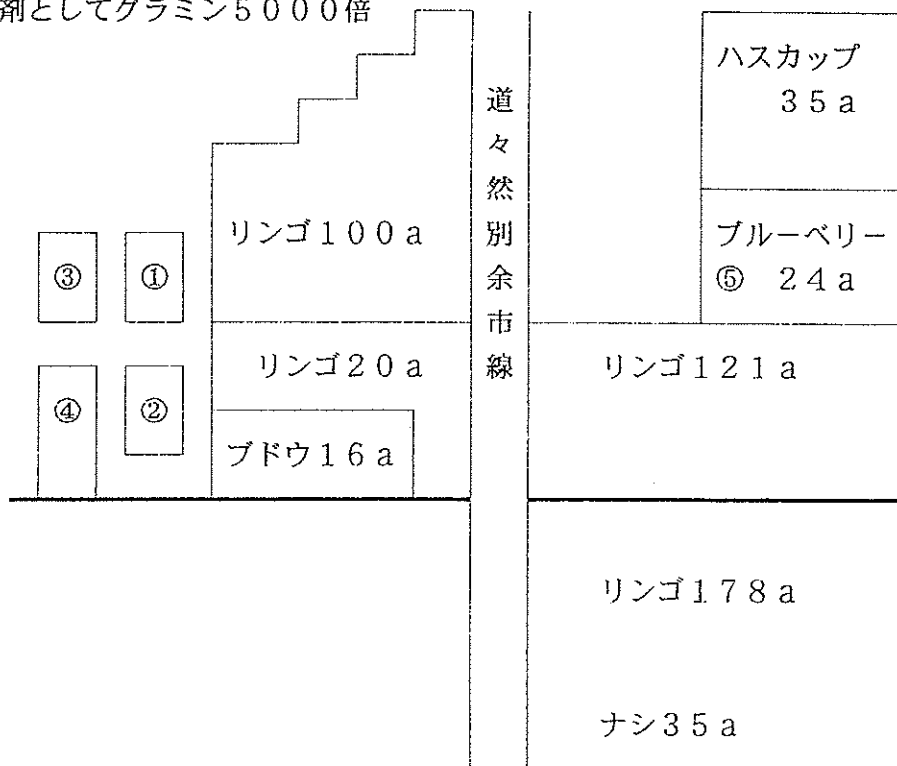 剤としてグラミン5000倍
ハスカップ
35a
道々然別余市線
リンゴ100a
ブルーベリー
⑤ 24a
③
①
リンゴ20a
リンゴ121a
④
②
ブドウ16a
リンゴ178a
ナシ35a